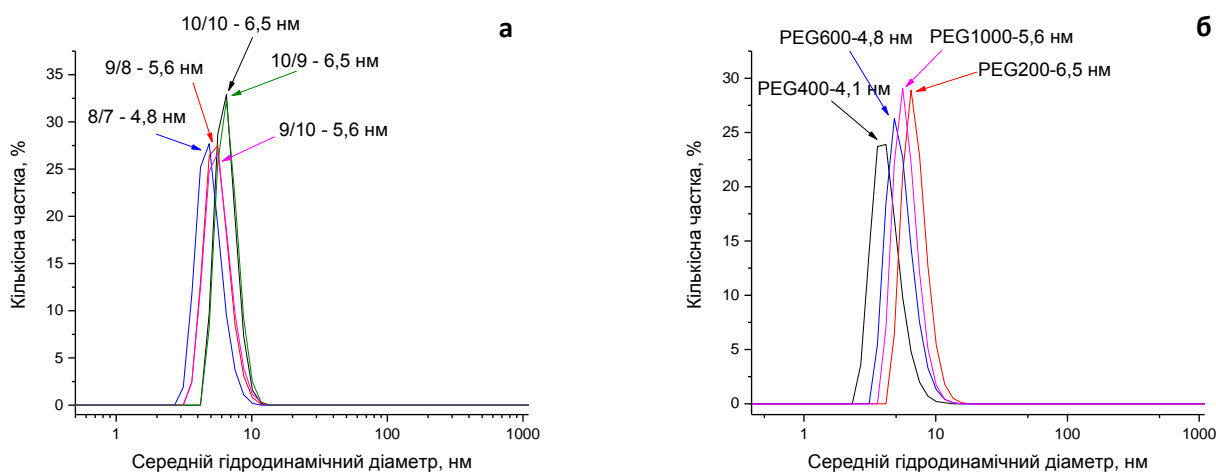 а
10/10 - 6,5 нм
10/9 - 6,5 нм
9/8 - 5,6 нм
8/7 - 4,8 нм
9/10 - 5,6 нм
35
30
25
20
15
10
5
0
Кількісна частка, %
1
10
100
1000
Середній гідродинамічний діаметр, нм
б
PEG600-4,8 нм
PEG1000-5,6 нм
PEG400-4,1 нм
PEG200-6,5 нм
30
25
20
15
10
5
0
Кількісна частка, %
1
10
100
1000
Середній гідродинамічний діаметр, нм